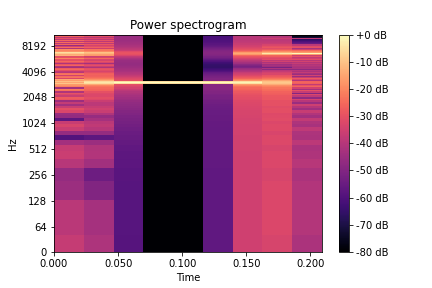 Power spectrogram
Hz
8192
4096
2048
1024
512
256
128
64
0
0.000 0.050 0.100 0.150 0.200
Time
+0 dB
-10 dB
-20 dB
-30 dB
-40 dB
-50 dB
-60 dB
-70 dB
-80 dB